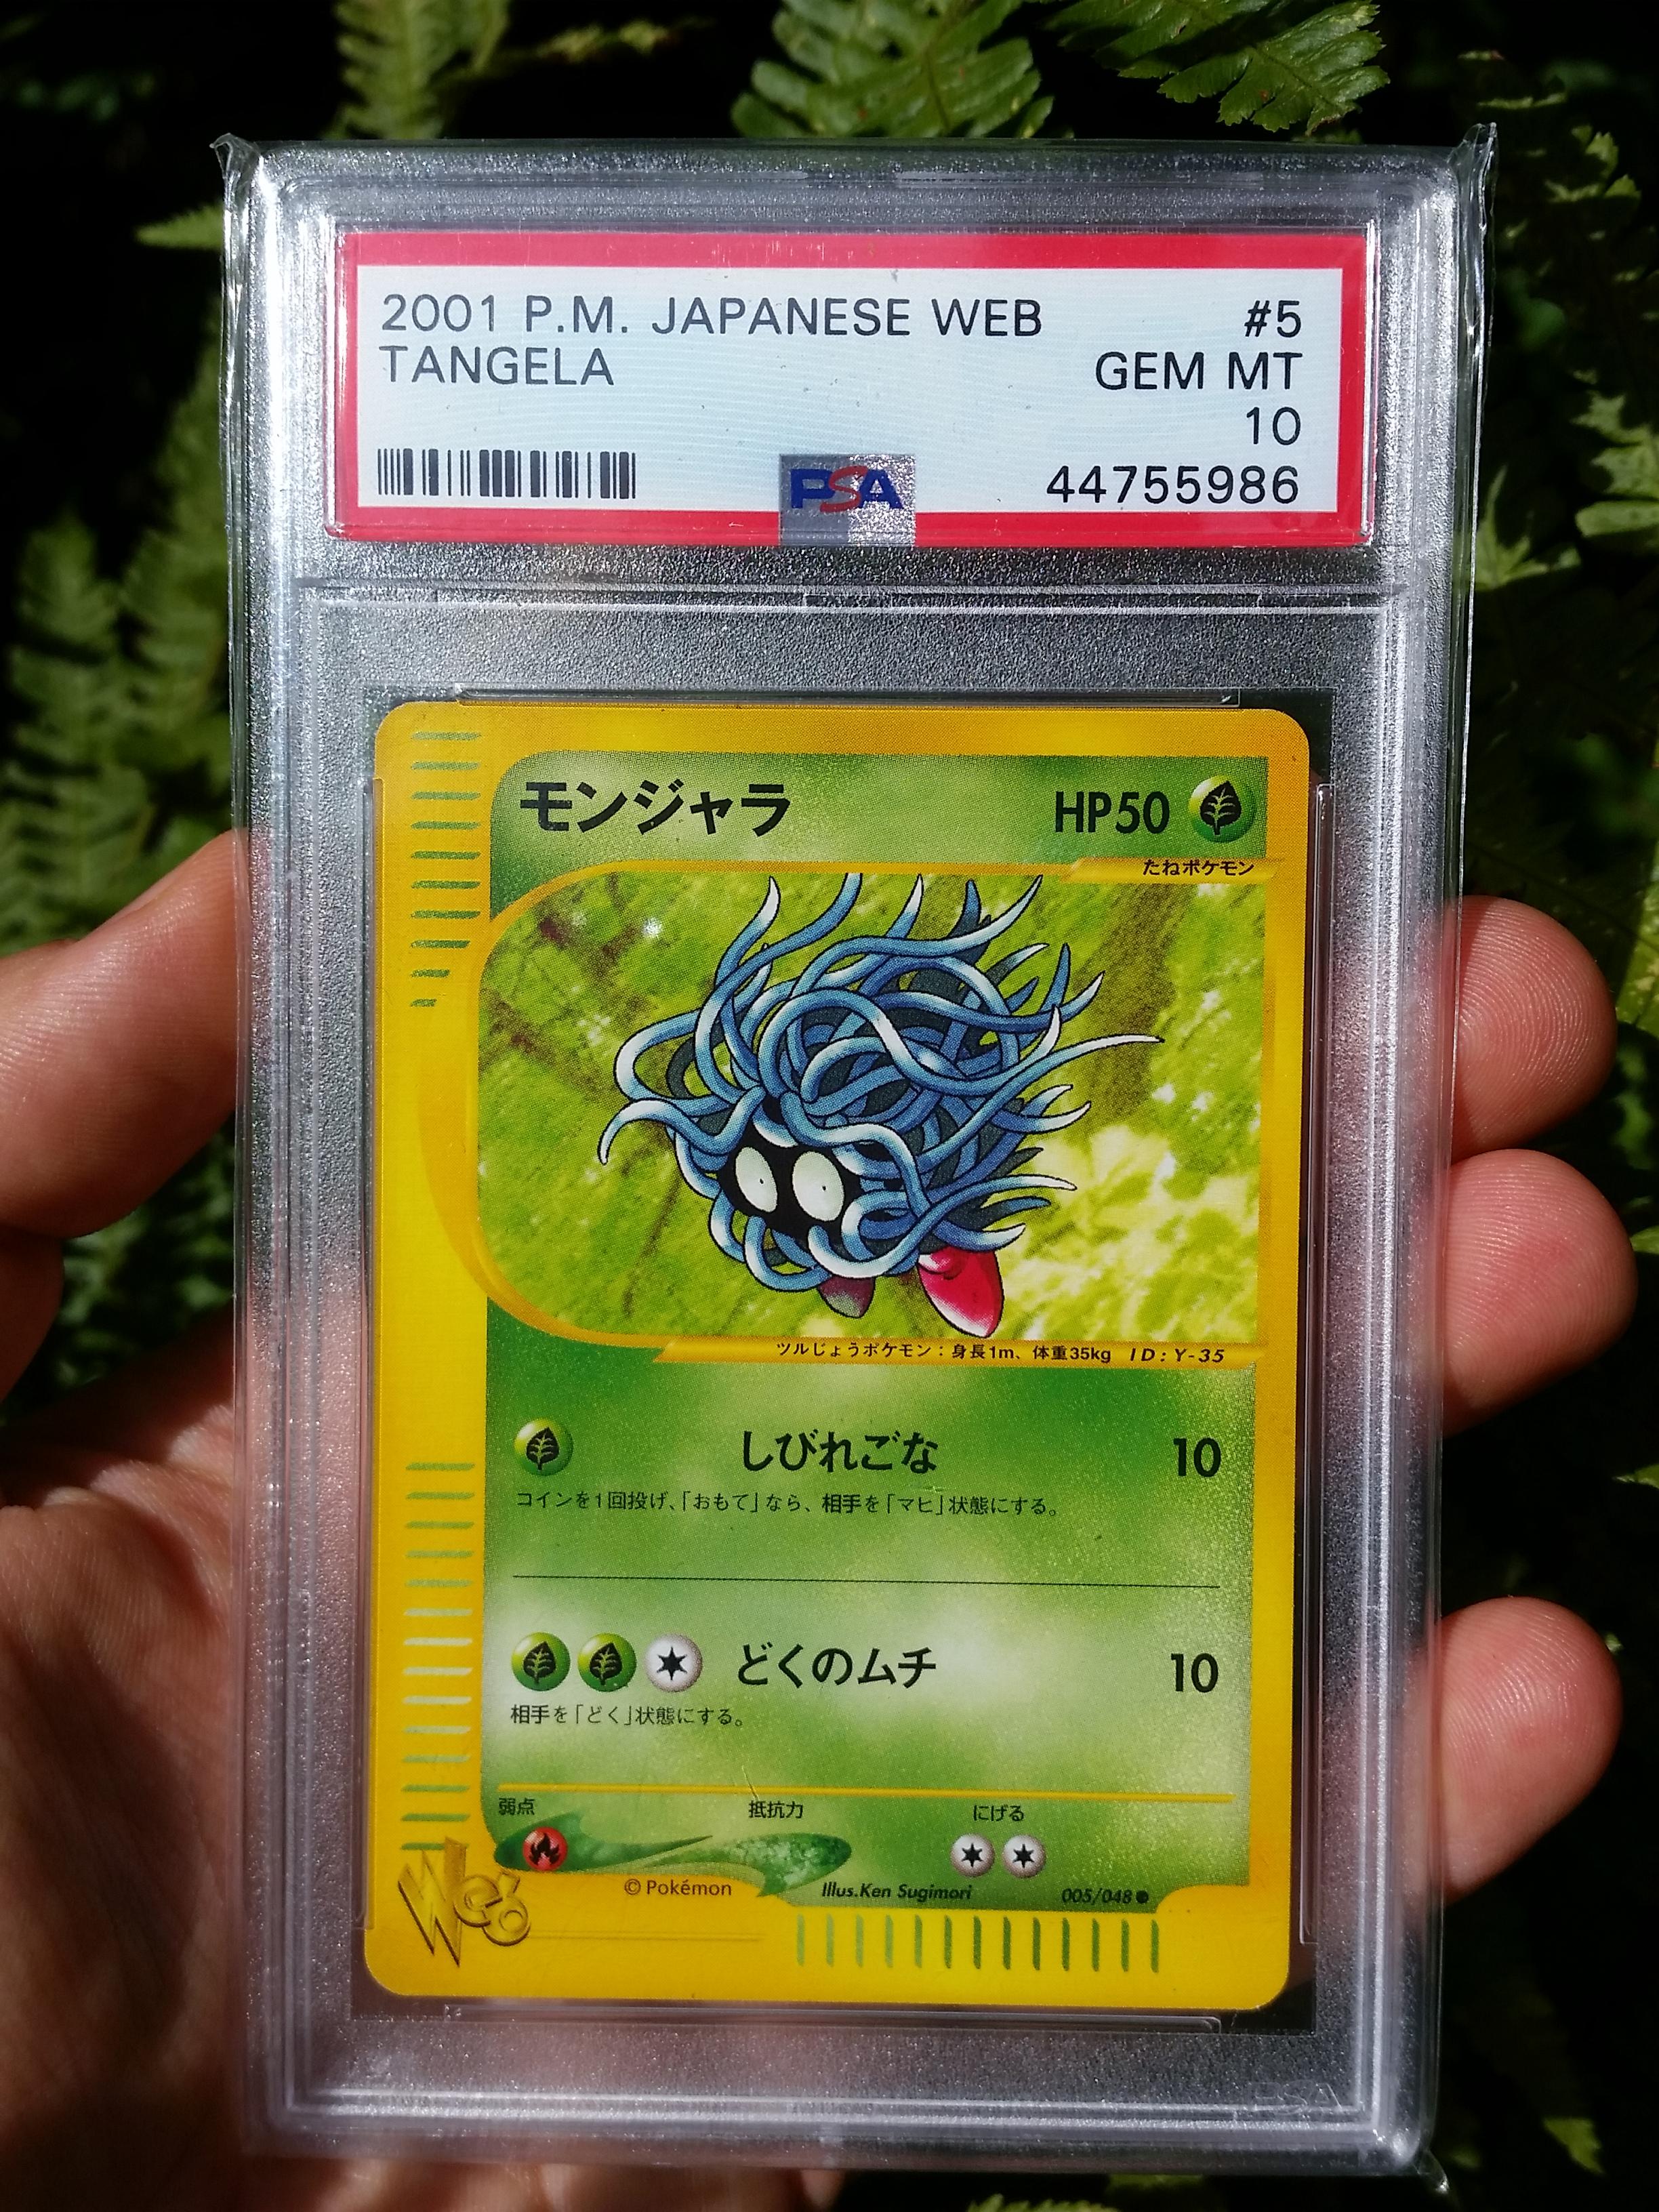 2001 P.M. JAPANESE WEB #5
TANGELA GEM MT
10
PSA 44755986
モンジャラ HP50
たねポケモン
ツルじょうポケモン：身長1m、体重35kg ID:Y-35
しびれごな 10
コインを1回投げ、「おもて」なら、相手を「マヒ」状態にする。
どくのムチ 10
相手を「どく」状態にする。
弱点 抵抗力 にげる
Web
©Pokémon Illus.Ken Sugimori 005/048●
PSA